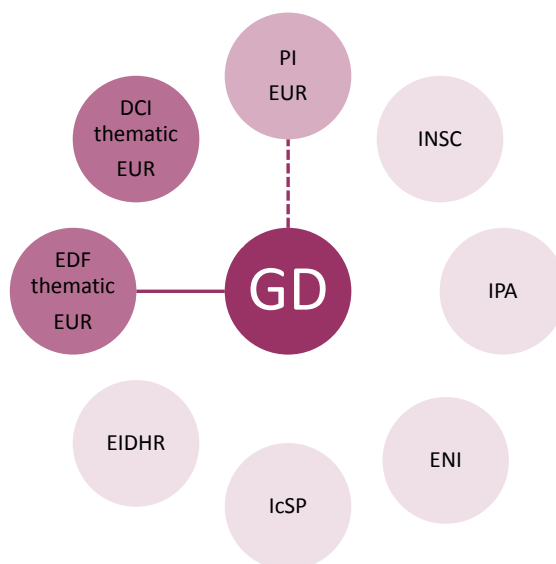 PI
EUR
DCI
thematic
EUR
INSC
EDF
thematic
EUR
GD
IPA
EIDHR
ENI
IcSP